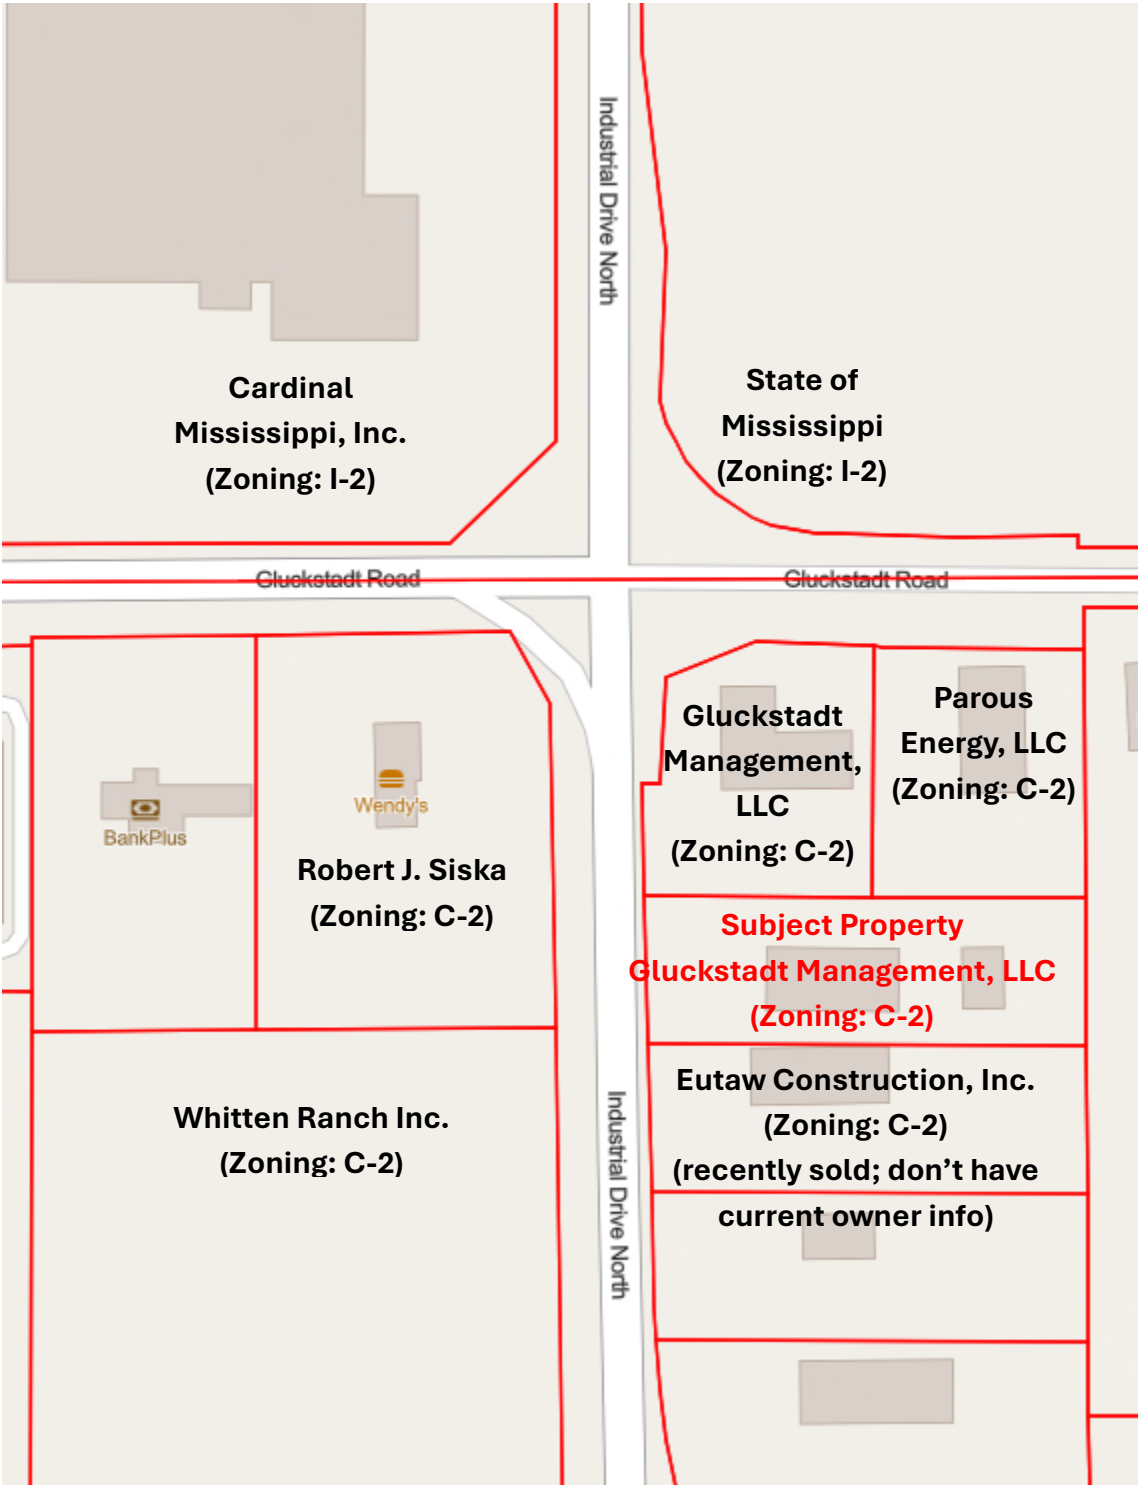 Industrial Drive North
Cardinal
Mississippi, Inc.
(Zoning: I-2)
State of
Mississippi
(Zoning: I-2)
Gluckstadt Road
Gluckstadt Road
BankPlus
Wendy's
Robert J. Siska
(Zoning: C-2)
Gluckstadt
Management,
LLC
(Zoning: C-2)
Parous
Energy, LLC
(Zoning: C-2)
Subject Property
Gluckstadt Management, LLC
(Zoning: C-2)
Whitten Ranch Inc.
(Zoning: C-2)
Industrial Drive North
Eutaw Construction, Inc.
(Zoning: C-2)
(recently sold; don’t have
current owner info)